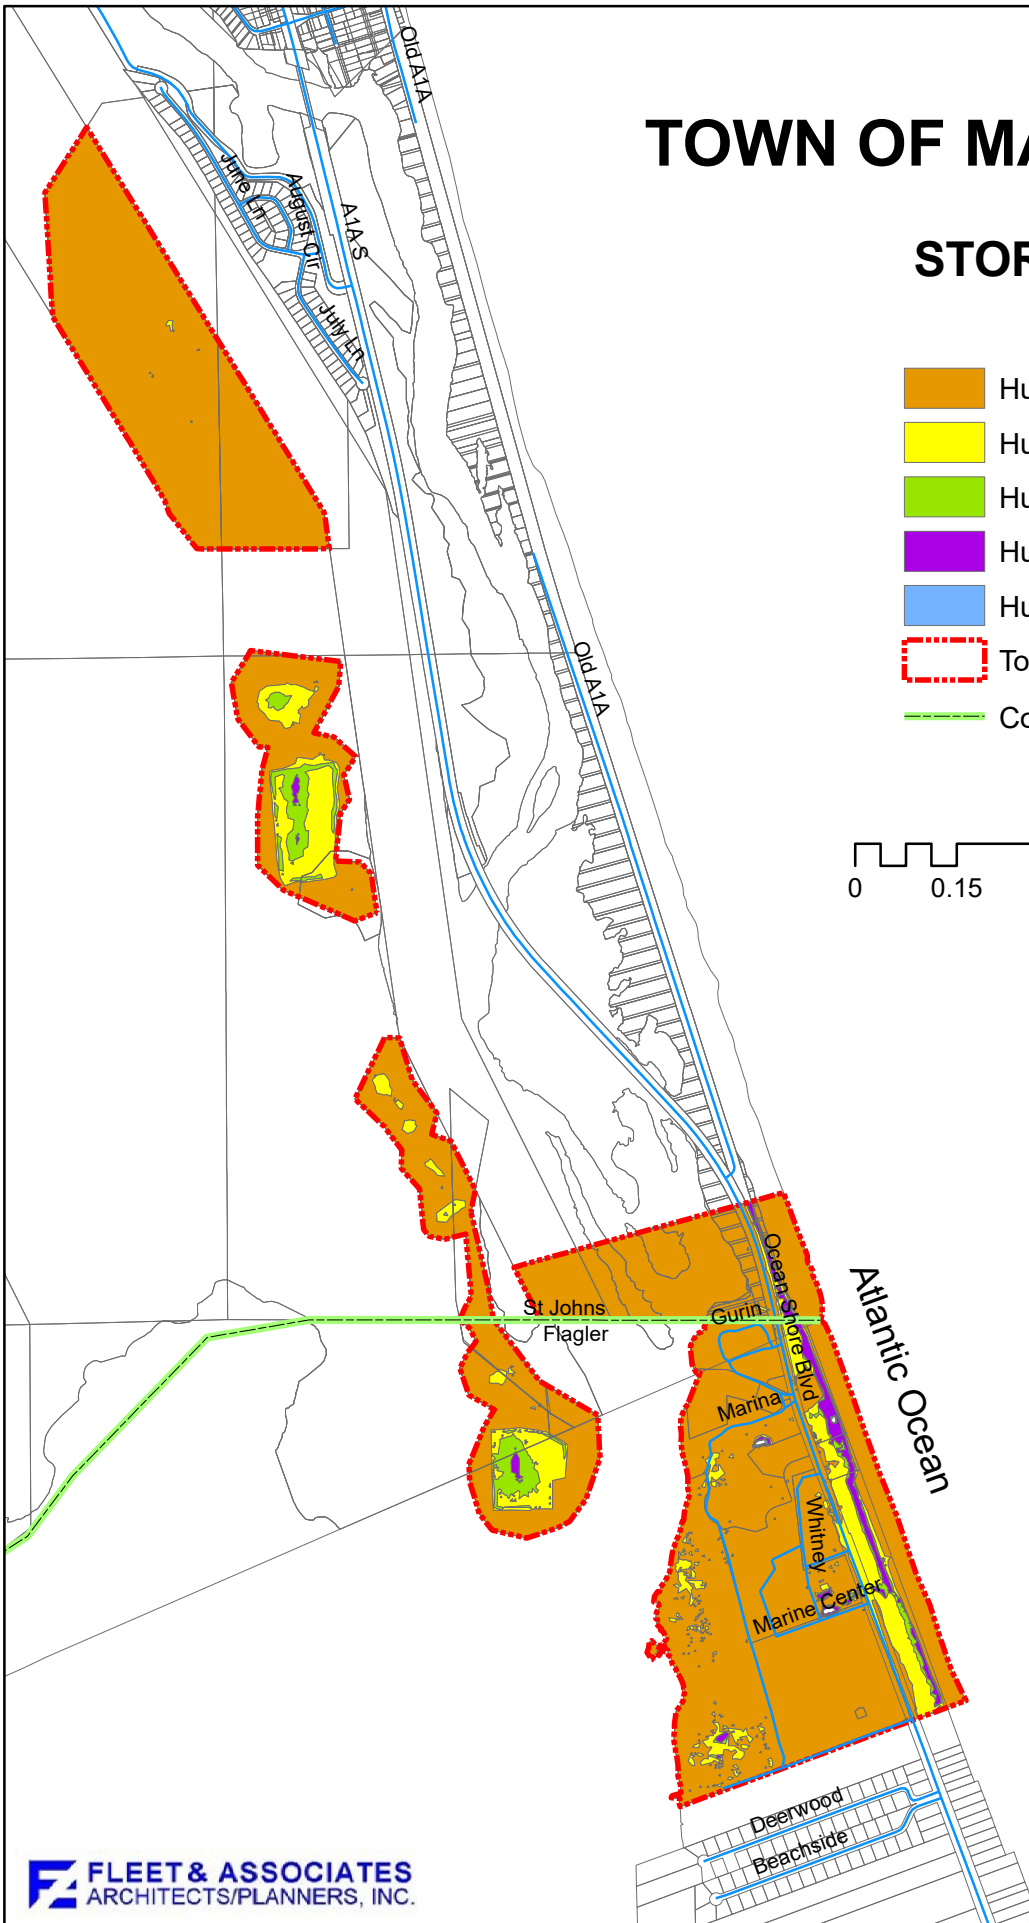 Old A1A
TOWN OF MA
June Ln
August Cir
A1A S
STOR
July Ln
Hu
Hu
Hu
Hu
Hu
Old A1A
To
Co
0 0.15
Ocean Shore Blvd
Atlantic Ocean
St Johns
Flagler
Gurin
Marina
Whitney
Marine Center
Deerwood
Beachside
FZ
FLEET & ASSOCIATES
ARCHITECTS/PLANNERS, INC.